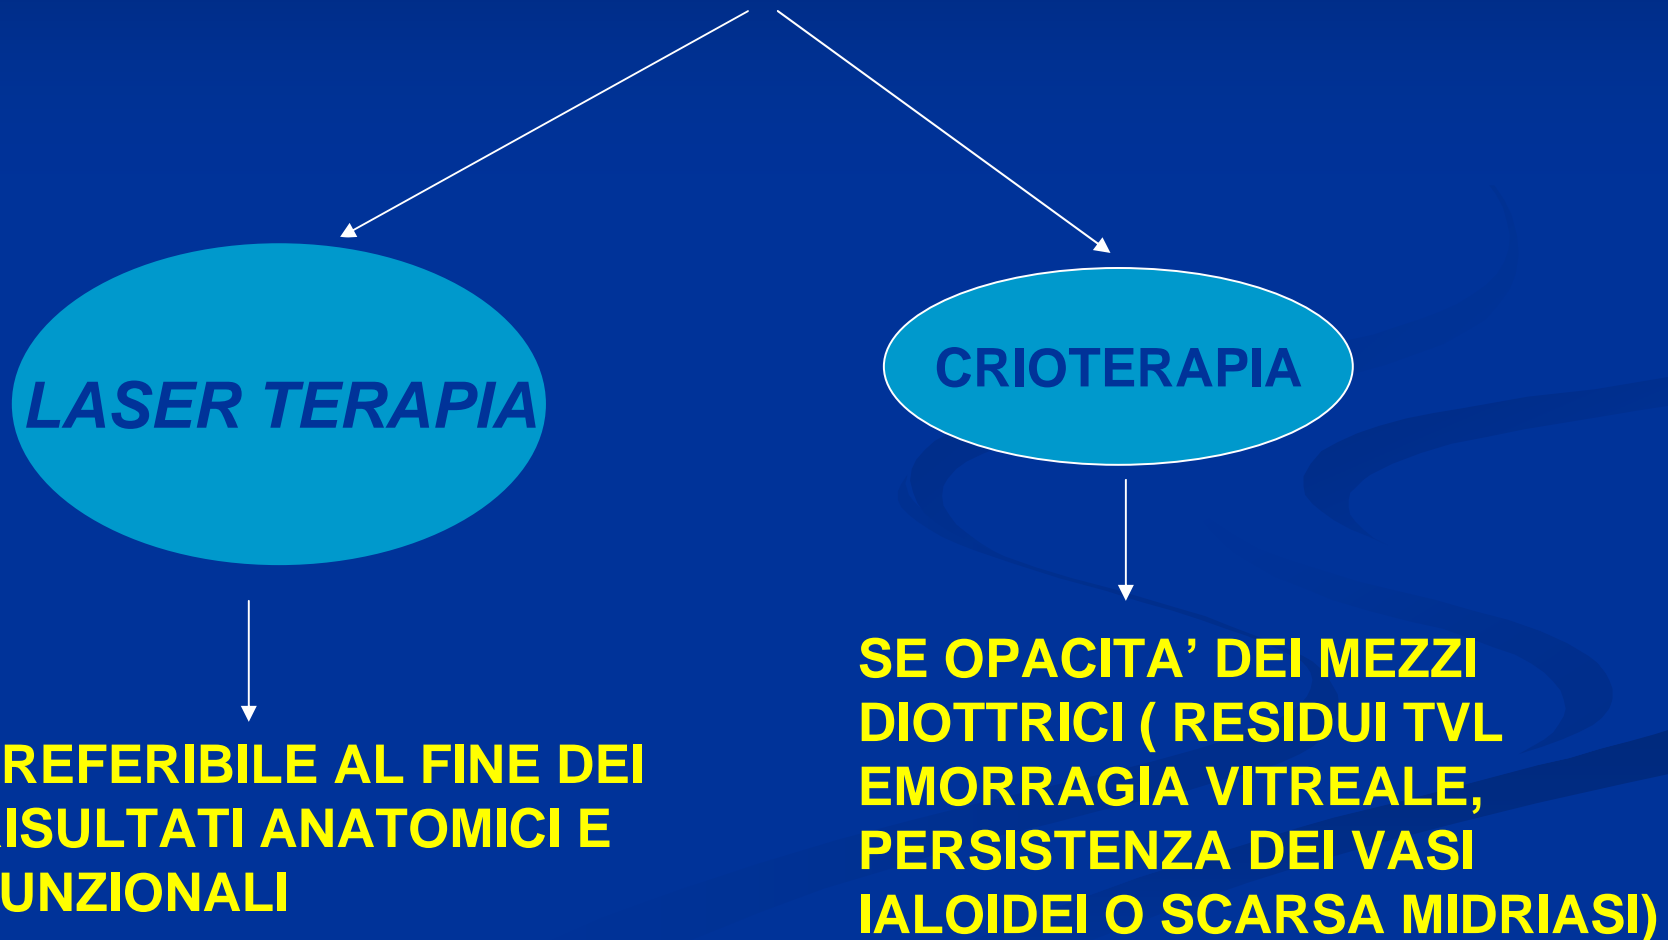 LASER TERAPIA
REFERIBILE AL FINE DEI
ISULTATI ANATOMICI E
UNZIONALI
CRIOTERAPIA
SE OPACITA’ DEI MEZZI
DIOTTRICI ( RESIDUI TVL
EMORRAGIA VITREALE,
PERSISTENZA DEI VASI
IALOIDEI O SCARSA MIDRIASI)